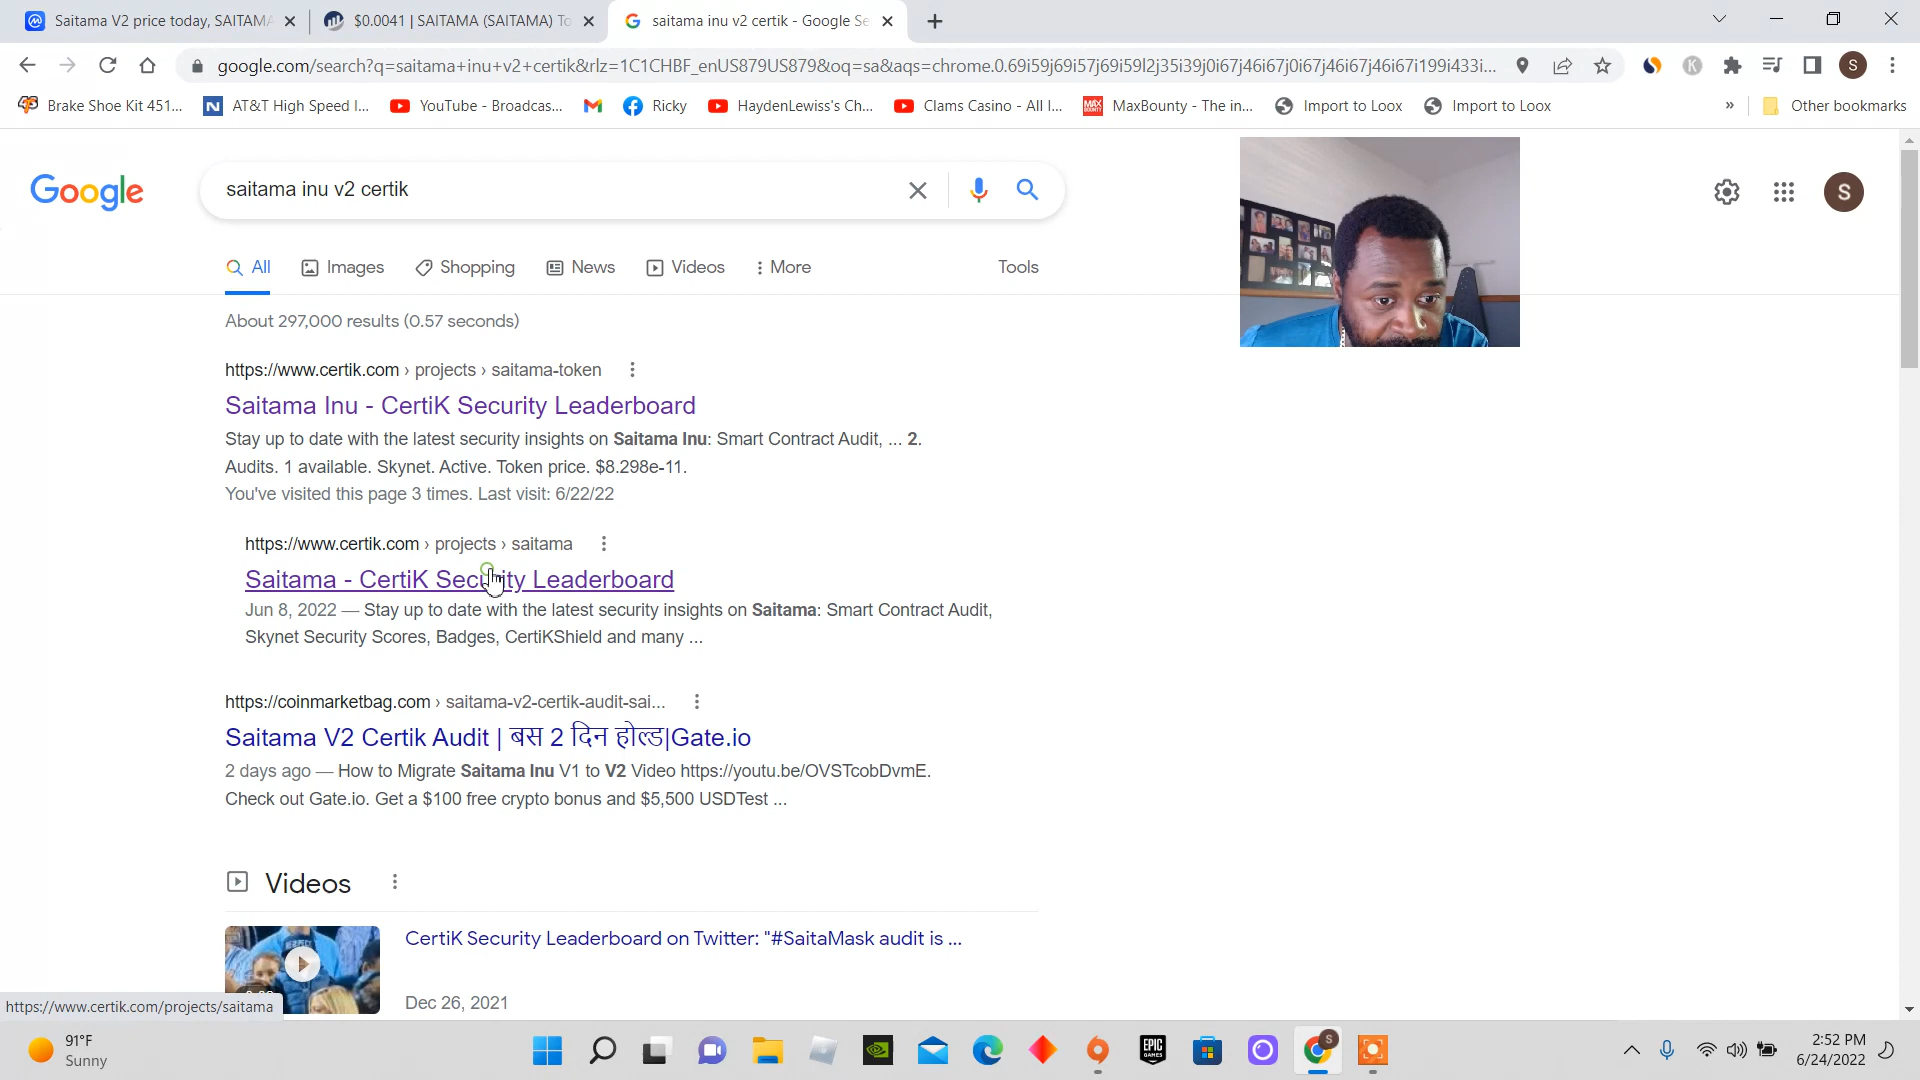 Saitama V2 price today, SAITAMA
$0.0041 | SAITAMA (SAITAMA) To
saitama inu v2 certik - Google Se
google.com/search?q=saitama+inu+v2+certik&rlz=1C1CHBF_enUS879US879&oq=sa&aqs=chrome.0.69i59j69i57j69i59l2j35i39j0i67j46i67j0i67j46i67j46i67i199i433i...
S
Brake Shoe Kit 451...
AT&T High Speed I...
YouTube - Broadcas...
Ricky
HaydenLewiss's Ch...
Clams Casino - All I...
MaxBounty - The in...
Import to Loox
Import to Loox
»
Other bookmarks
Google
saitama inu v2 certik
S
All
Images
Shopping
News
Videos
More
Tools
About 297,000 results (0.57 seconds)
https://www.certik.com › projects › saitama-token
Saitama Inu - CertiK Security Leaderboard
Stay up to date with the latest security insights on Saitama Inu: Smart Contract Audit, ... 2.
Audits. 1 available. Skynet. Active. Token price. $8.298e-11.
You've visited this page 3 times. Last visit: 6/22/22
https://www.certik.com › projects › saitama
Saitama - CertiK Security Leaderboard
Jun 8, 2022 — Stay up to date with the latest security insights on Saitama: Smart Contract Audit,
Skynet Security Scores, Badges, CertiKShield and many ...
https://coinmarketbag.com › saitama-v2-certik-audit-sai...
Saitama V2 Certik Audit | बस 2 दिन होल्ड|Gate.io
2 days ago — How to Migrate Saitama Inu V1 to V2 Video https://youtu.be/OVSTcobDvmE.
Check out Gate.io. Get a $100 free crypto bonus and $5,500 USDTest ...
Videos
CertiK Security Leaderboard on Twitter: "#SaitaMask audit is ...
Dec 26, 2021
https://www.certik.com/projects/saitama
91°F
Sunny
EPIC
GAMES
S
2:52 PM
6/24/2022